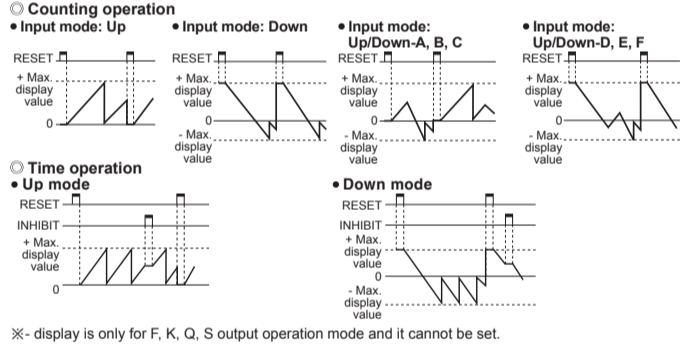 ◎ Counting operation
• Input mode: Up
RESET
+ Max.
display
value
0
• Input mode: Down
RESET
+ Max.
display
value
0
- Max.
display
value
• Input mode:
Up/Down-A, B, C
RESET
+ Max.
display
value
0
- Max.
display
value
• Input mode:
Up/Down-D, E, F
RESET
+ Max.
display
value
0
- Max.
display
value
◎ Time operation
• Up mode
RESET
INHIBIT
+ Max.
display
value
0
• Down mode
RESET
INHIBIT
+ Max.
display
value
0
- Max.
display
value
※- display is only for F, K, Q, S output operation mode and it cannot be set.